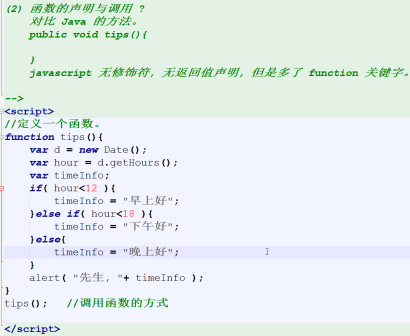 (2) 函数的声明与调用 ?
对比 Java 的方法。
public void tips(){
}
javascript 无修饰符，无返回值声明，但是多了 function 关键字。
-->
<script>
//定义一个函数。
function tips(){
var d = new Date();
var hour = d.getHours();
var timeInfo;
if( hour<12 ){
timeInfo = "早上好";
}else if( hour<18 ){
timeInfo = "下午好";
}else{
timeInfo = "晚上好";
}
alert( "先生, "+ timeInfo );
}
tips();   //调用函数的方式
</script>